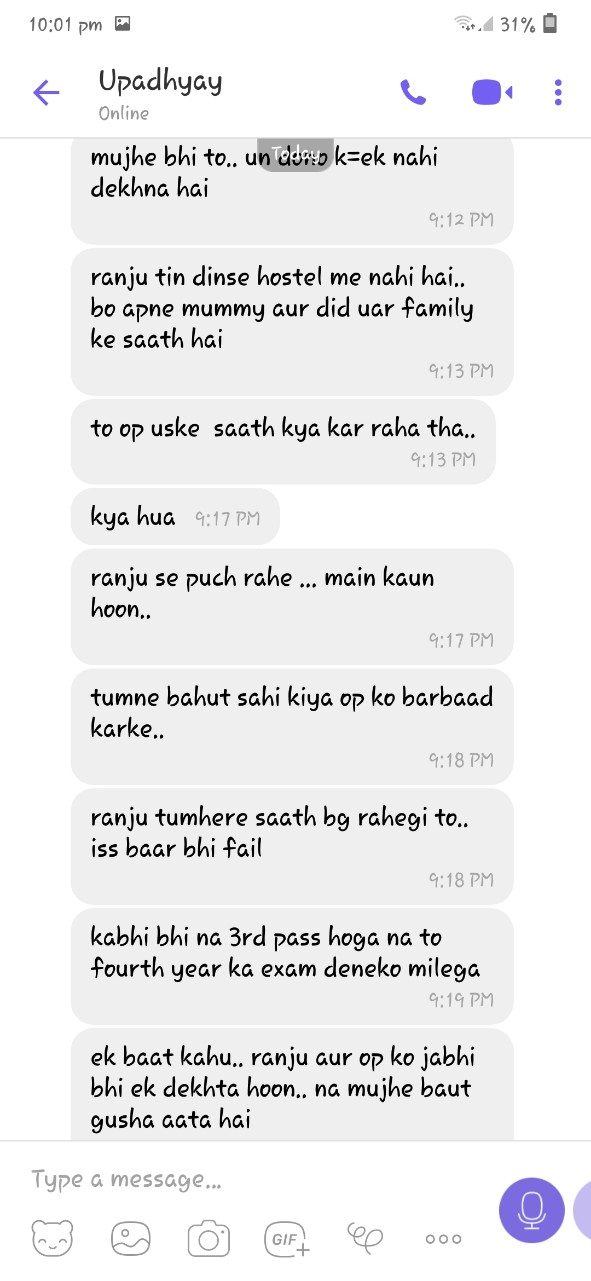 10:01 pm
31%
Upadhyay
Online
Today
mujhe bhi to.. un dono k=ek nahi
dekhna hai
9:12 PM
ranju tin dinse hostel me nahi hai..
bo apne mummy aur did uar family
ke saath hai
9:13 PM
to op uske  saath kya kar raha tha..
9:13 PM
kya hua 9:17 PM
ranju se puch rahe ... main kaun
hoon..
9:17 PM
tumne bahut sahi kiya op ko barbaad
karke..
9:18 PM
ranju tumhere saath bg rahegi to..
iss baar bhi fail
9:18 PM
kabhi bhi na 3rd pass hoga na to
fourth year ka exam deneko milega
9:19 PM
ek baat kahu.. ranju aur op ko jabhi
bhi ek dekhta hoon.. na mujhe baut
gusha aata hai
Type a message...
GIF